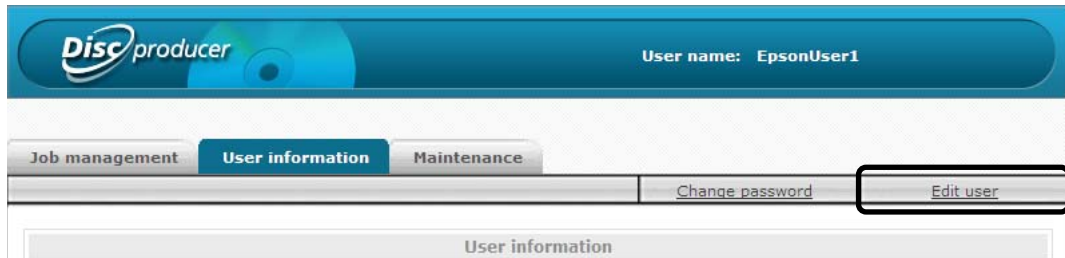 Disc producer
User name: EpsonUser1
Job management User information Maintenance
Change password Edit user
User information